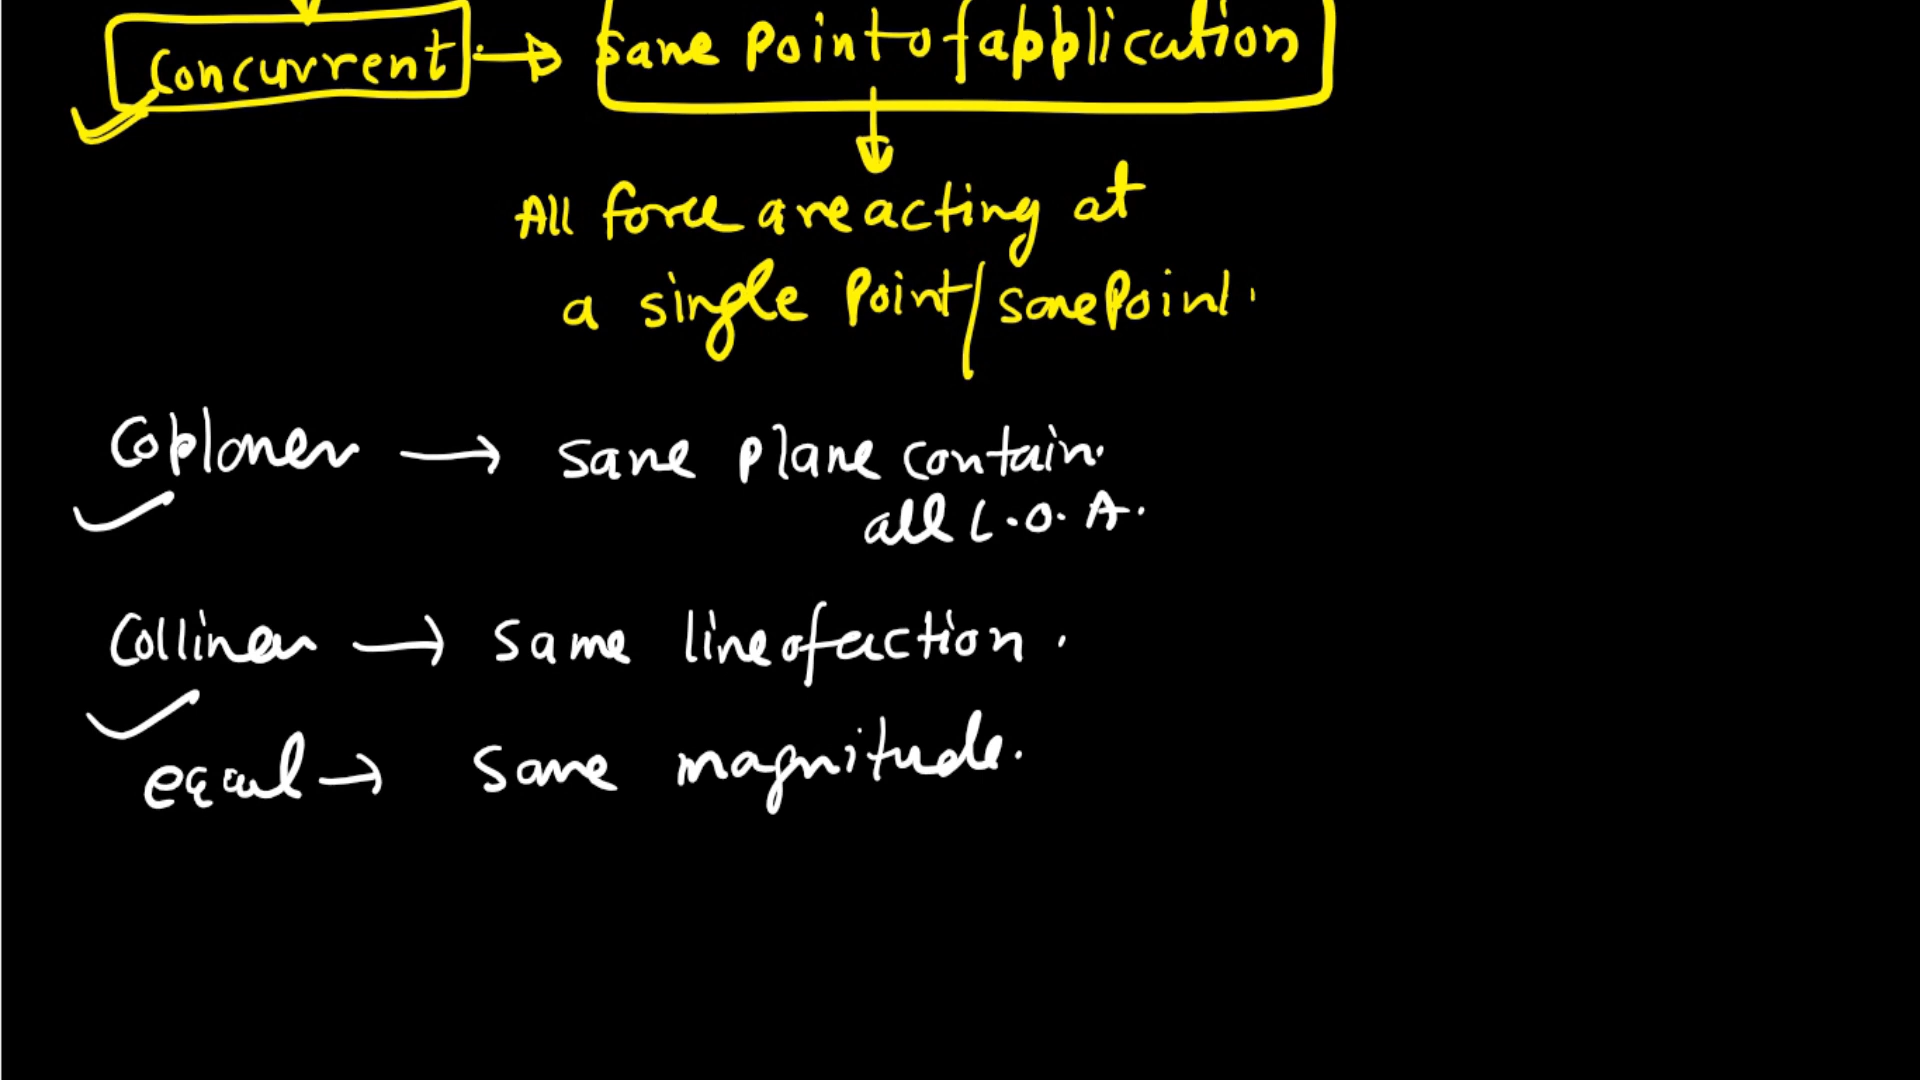 Concurrent → Same point of application
All force are acting at
a single Point/same Point.
Coplaner → same plane contain.
all L.O.A.
Collinear → Same line of action.
equal → Same magnitude.